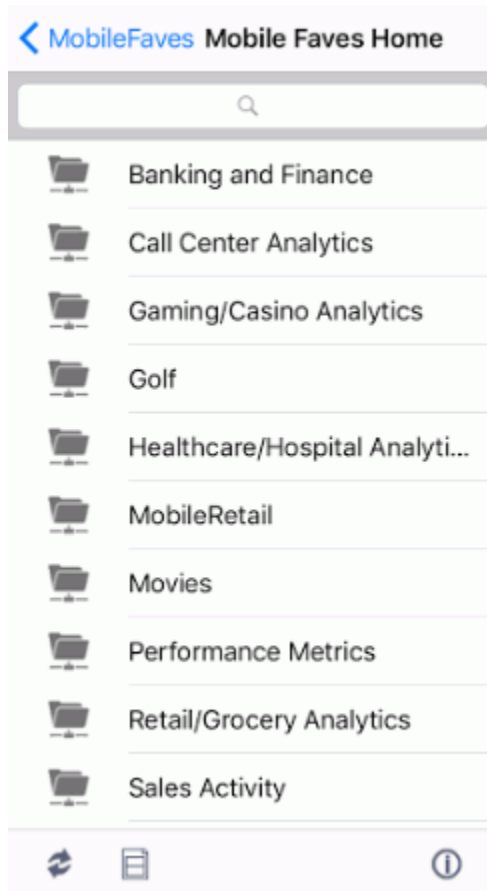 MobileFaves Mobile Faves Home
Banking and Finance
Call Center Analytics
Gaming/Casino Analytics
Golf
Healthcare/Hospital Analyti...
MobileRetail
Movies
Performance Metrics
Retail/Grocery Analytics
Sales Activity